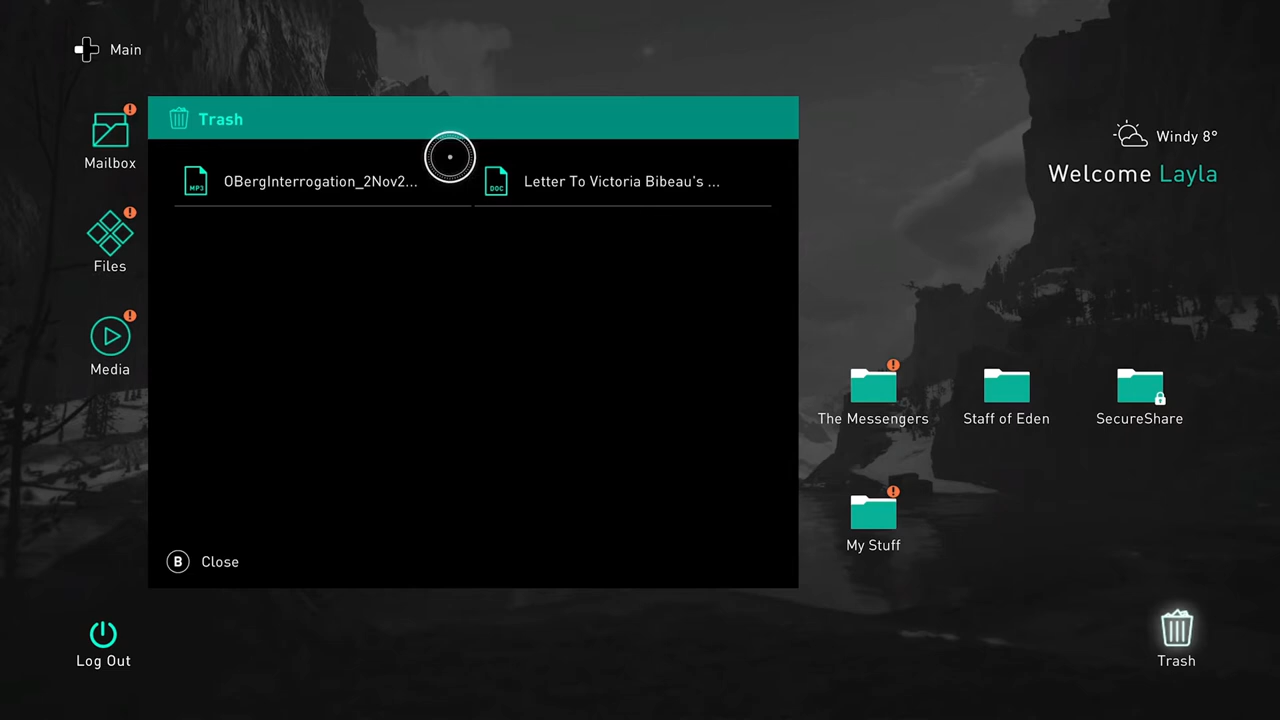 Main
Mailbox
Files
Media
Log Out
Trash
MP3
OBergInterrogation_2Nov2...
DOC
Letter To Victoria Bibeau's ...
B Close
Windy 8°
Welcome Layla
The Messengers
Staff of Eden
SecureShare
My Stuff
Trash